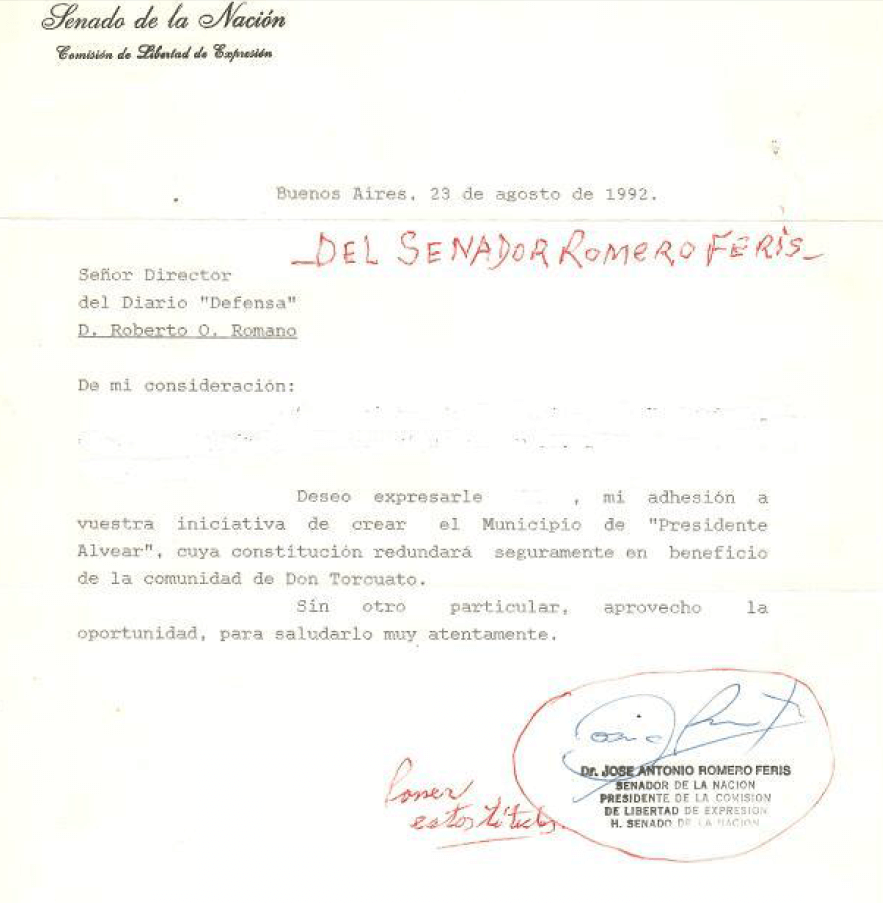 Senado de la Nación
Comisión de Libertad de Expresión
Buenos Aires, 23 de agosto de 1992.
_DEL SENADOR ROMERO FERIS_
Señor Director
del Diario "Defensa"
D. Roberto O. Romano
De mi consideración:
Deseo expresarle , mi adhesión a
vuestra iniciativa de crear el Municipio de "Presidente
Alvear", cuya constitución redundará seguramente en beneficio
de la comunidad de Don Torcuato.
Sin otro particular, aprovecho la
oportunidad, para saludarlo muy atentamente.
Poner
estos títulos
Dr. JOSE ANTONIO ROMERO FERIS
SENADOR DE LA NACION
PRESIDENTE DE LA COMISION
DE LIBERTAD DE EXPRESION
H. SENADO DE LA NACION